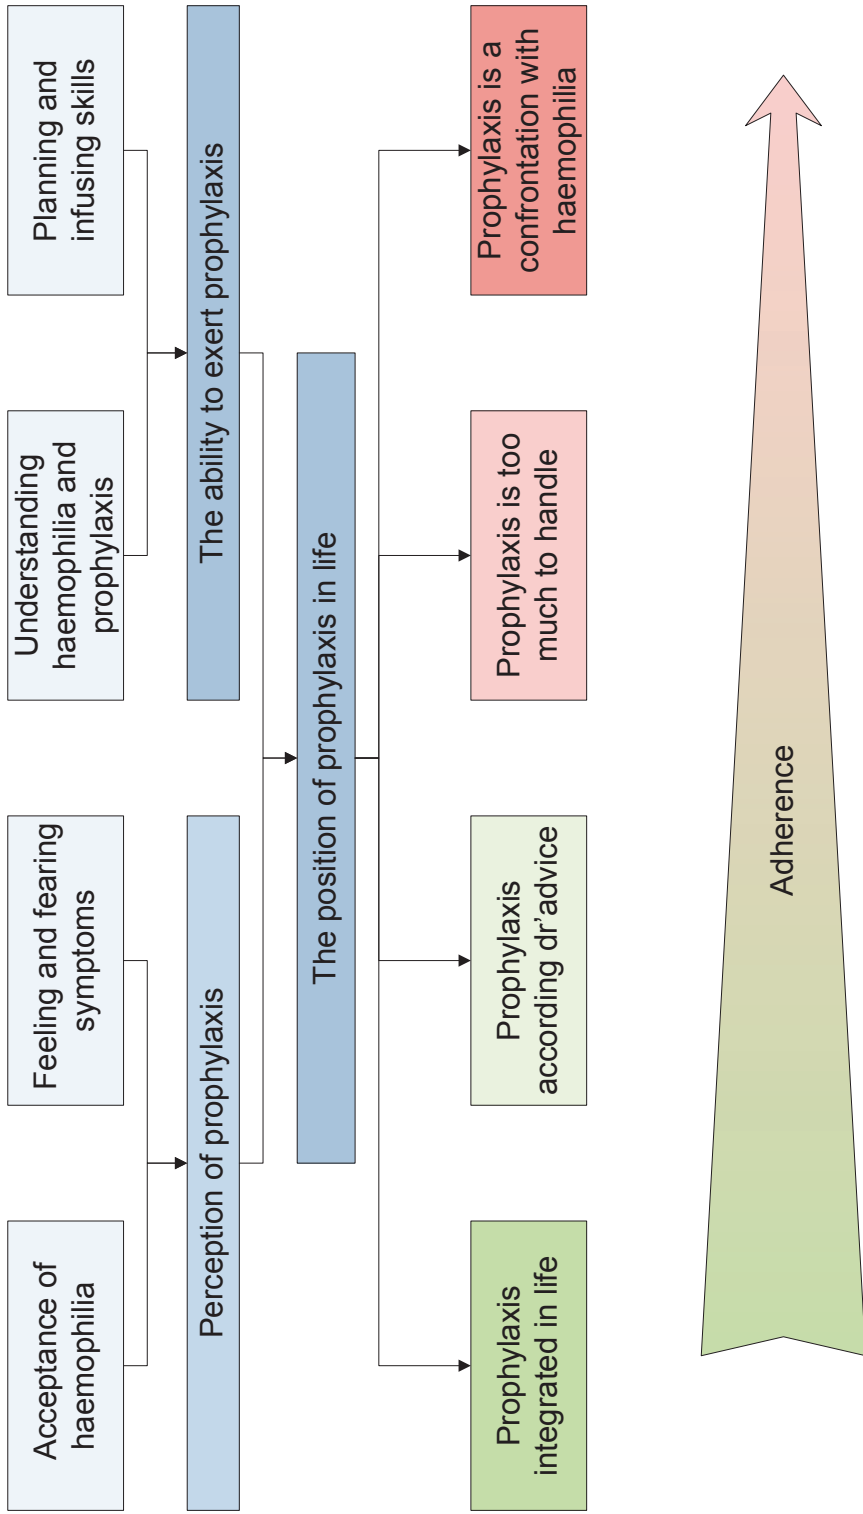 Acceptance of
haemophilia
Feeling and fearing
symptoms
Understanding
haemophilia and
prophylaxis
Planning and
infusing skills
Perception of prophylaxis
The ability to exert prophylaxis
The position of prophylaxis in life
Prophylaxis
integrated in life
Prophylaxis
according dr'advice
Prophylaxis is too
much to handle
Prophylaxis is a
confrontation with
haemophilia
Adherence